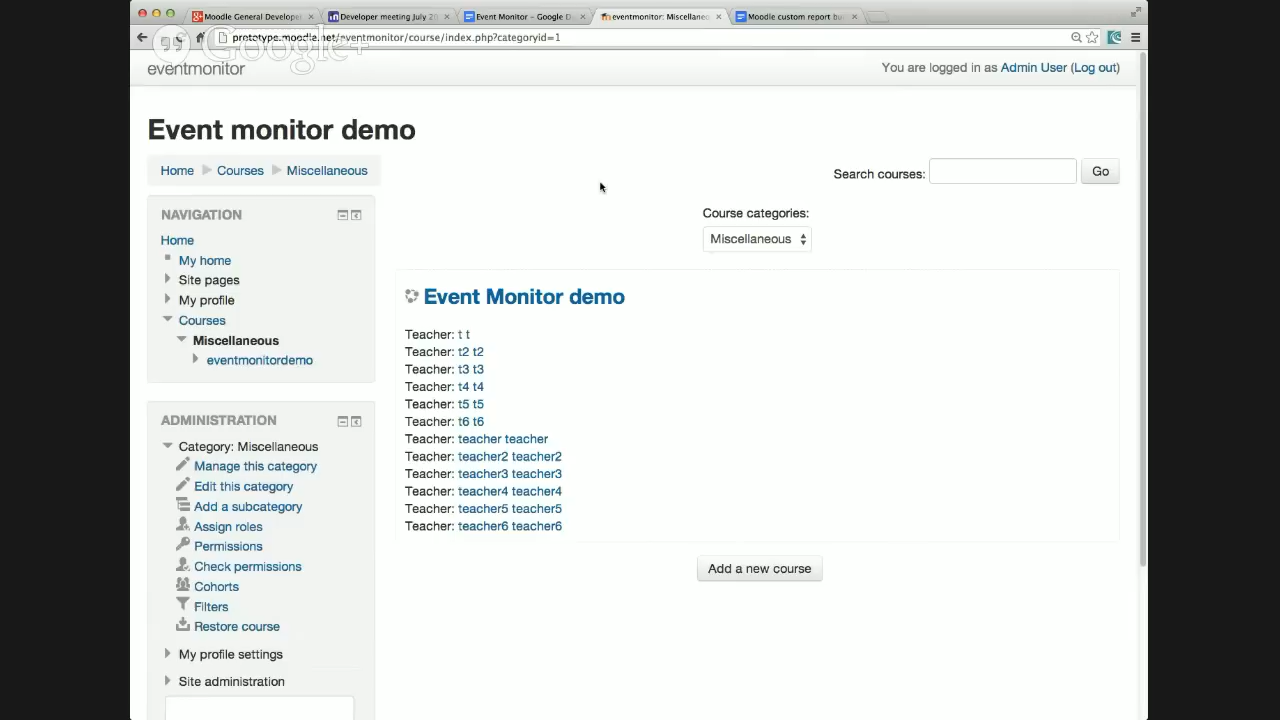 Moodle General Develope
Developer meeting July 2
Event Monitor - Google D
eventmonitor: Miscellaneo
Moodle custom report bu
prototype.moodle.net/eventmonitor/course/index.php?categoryid=1
Google+
eventmonitor
You are logged in as Admin User (Log out)
Event monitor demo
Home Courses Miscellaneous
Search courses: Go
Course categories:
Miscellaneous
NAVIGATION
Home
My home
Site pages
My profile
Courses
Miscellaneous
eventmonitordemo
ADMINISTRATION
Category: Miscellaneous
Manage this category
Edit this category
Add a subcategory
Assign roles
Permissions
Check permissions
Cohorts
Filters
Restore course
My profile settings
Site administration
Event Monitor demo
Teacher: t t
Teacher: t2 t2
Teacher: t3 t3
Teacher: t4 t4
Teacher: t5 t5
Teacher: t6 t6
Teacher: teacher teacher
Teacher: teacher2 teacher2
Teacher: teacher3 teacher3
Teacher: teacher4 teacher4
Teacher: teacher5 teacher5
Teacher: teacher6 teacher6
Add a new course